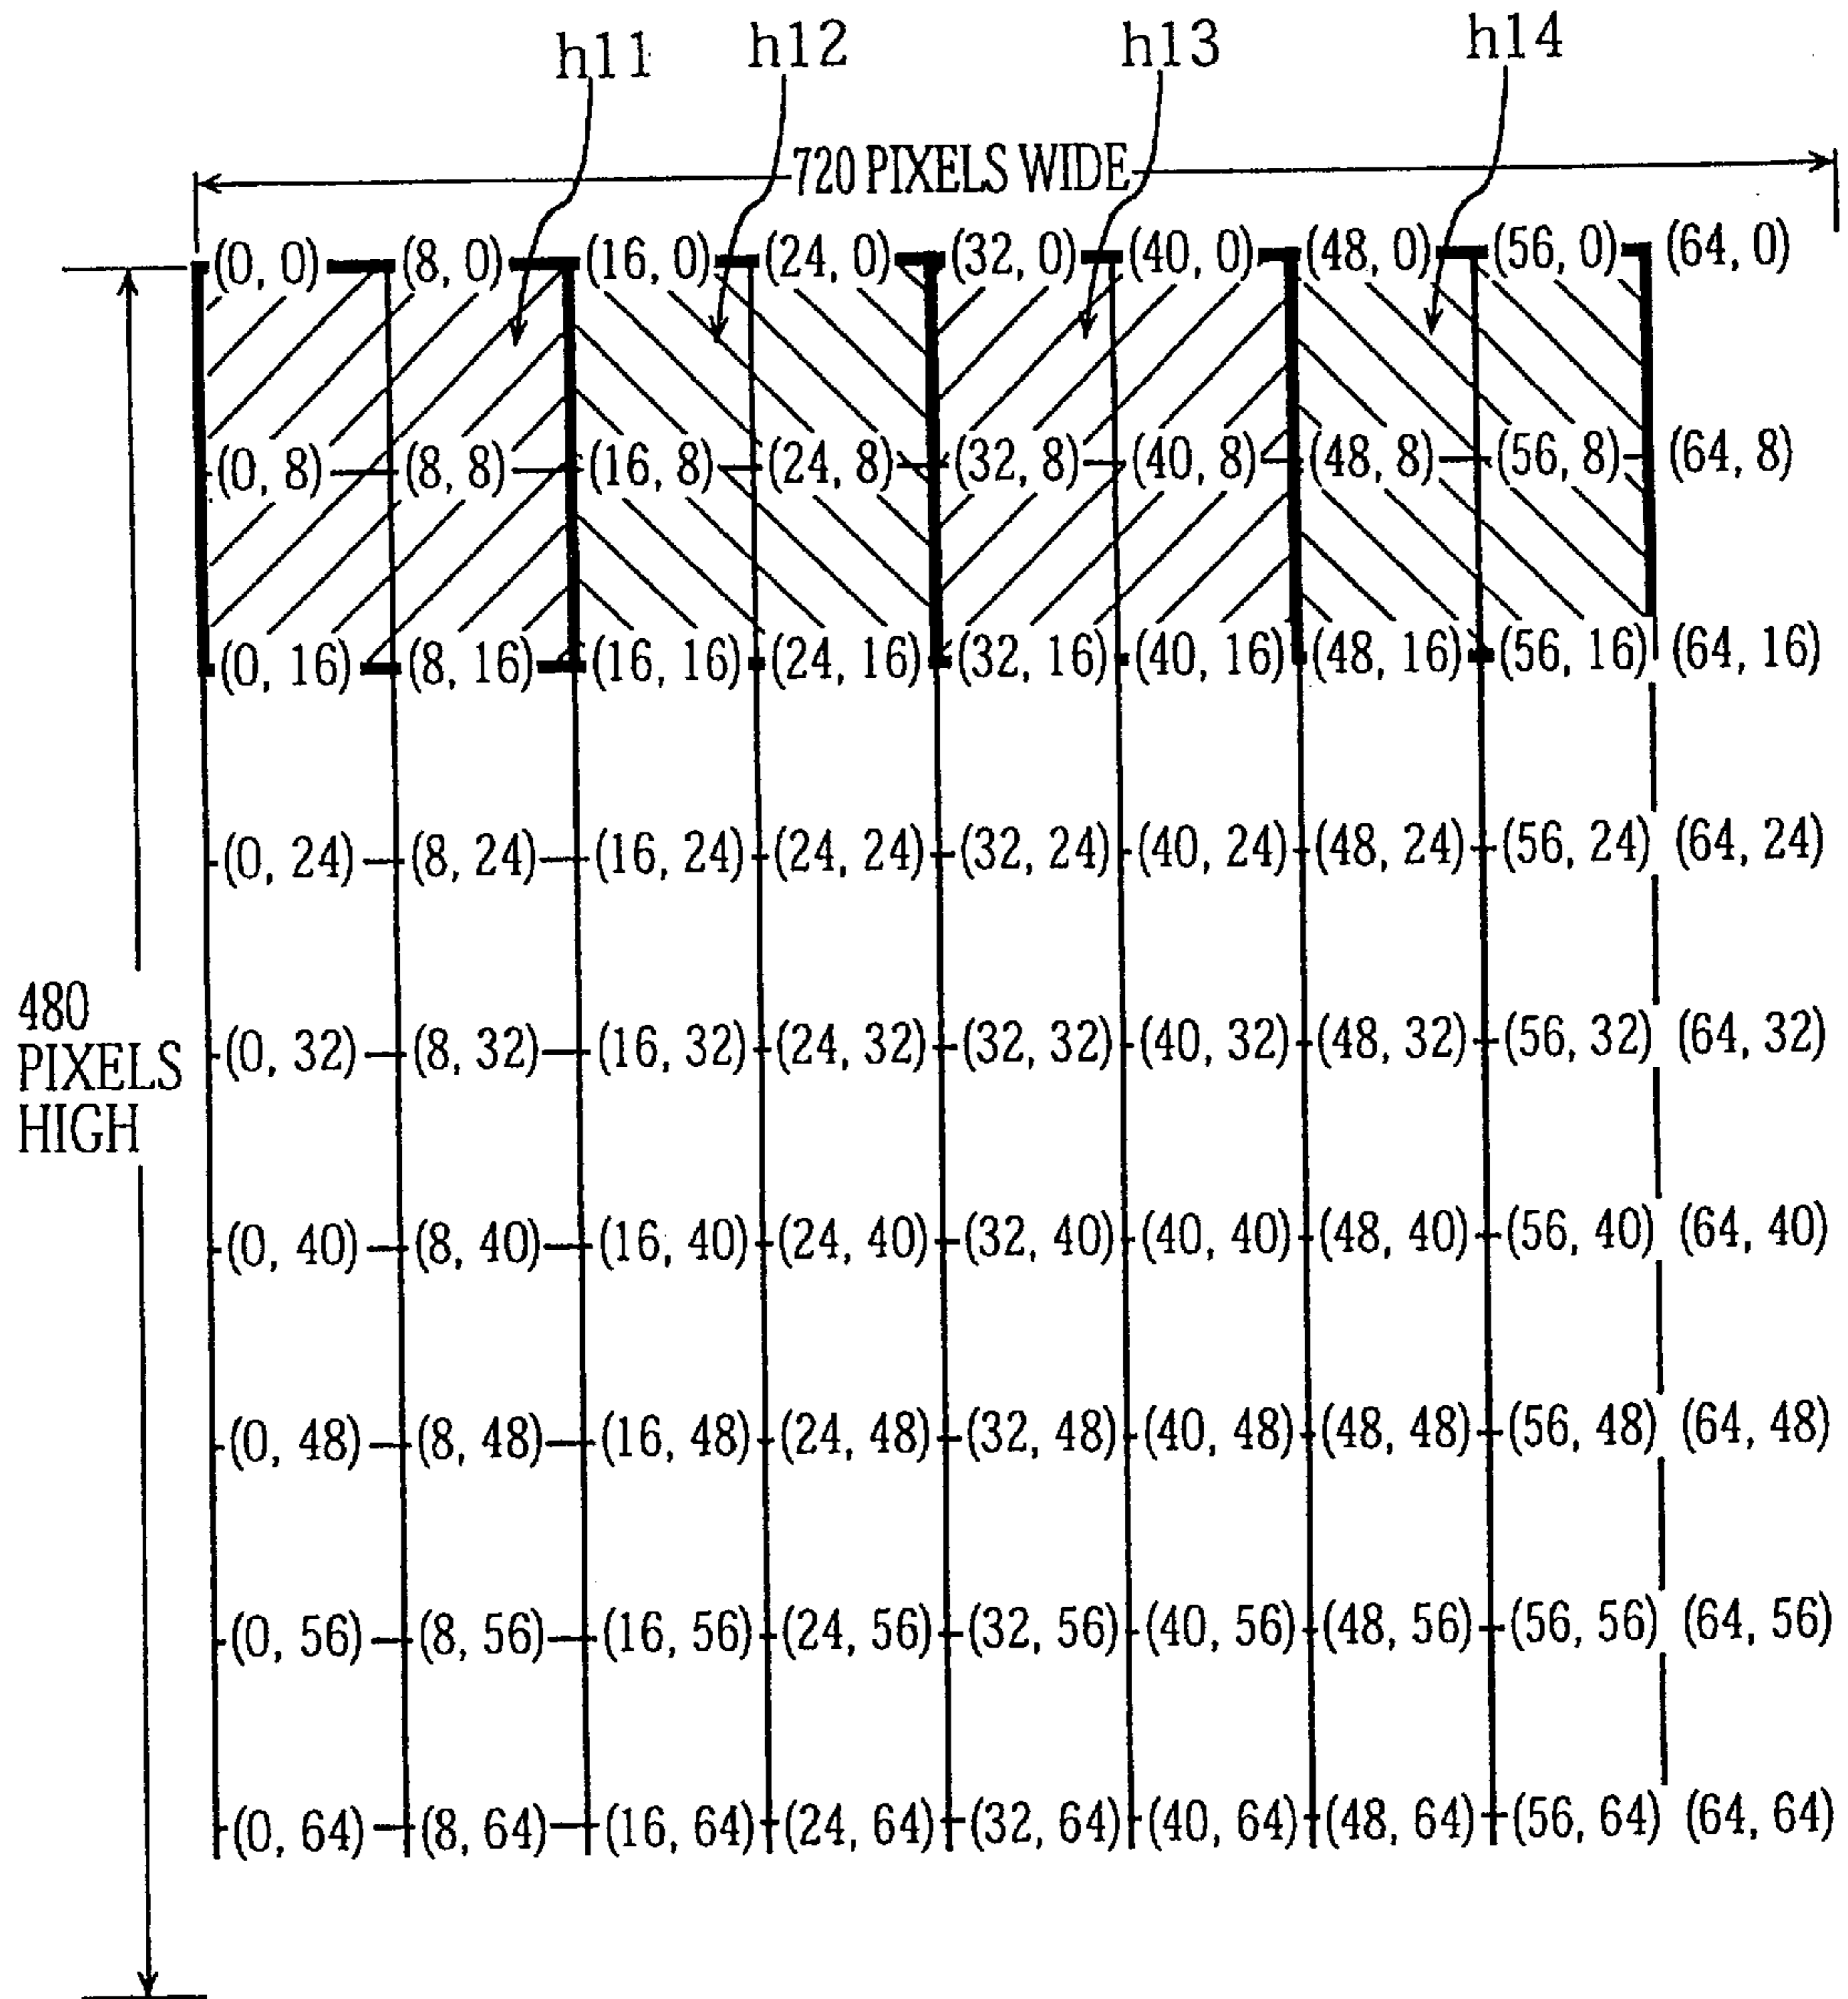 h11 h12 h13 h14
720 PIXELS WIDE
(0, 0) (8, 0) (16, 0) (24, 0) (32, 0) (40, 0) (48, 0) (56, 0) (64, 0)
(0, 8) (8, 8) (16, 8) (24, 8) (32, 8) (40, 8) (48, 8) (56, 8) (64, 8)
(0, 16) (8, 16) (16, 16) (24, 16) (32, 16) (40, 16) (48, 16) (56, 16) (64, 16)
(0, 24) (8, 24) (16, 24) (24, 24) (32, 24) (40, 24) (48, 24) (56, 24) (64, 24)
480
PIXELS
HIGH
(0, 32) (8, 32) (16, 32) (24, 32) (32, 32) (40, 32) (48, 32) (56, 32) (64, 32)
(0, 40) (8, 40) (16, 40) (24, 40) (32, 40) (40, 40) (48, 40) (56, 40) (64, 40)
(0, 48) (8, 48) (16, 48) (24, 48) (32, 48) (40, 48) (48, 48) (56, 48) (64, 48)
(0, 56) (8, 56) (16, 56) (24, 56) (32, 56) (40, 56) (48, 56) (56, 56) (64, 56)
(0, 64) (8, 64) (16, 64) (24, 64) (32, 64) (40, 64) (48, 64) (56, 64) (64, 64)